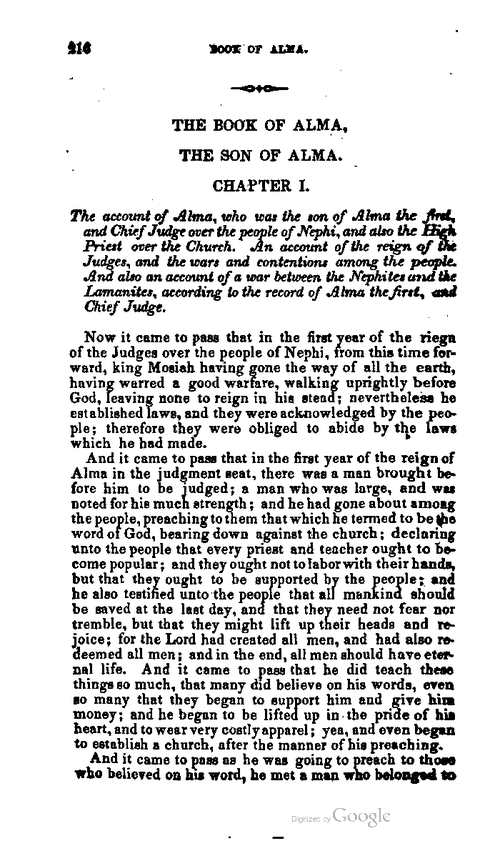 216 BOOK OF ALMA.
THE BOOK OF ALMA,
THE SON OF ALMA.
CHAPTER I.
The account of Alma, who was the son of Alma the first,
and Chief Judge over the people of Nephi, and also the High
Priest over the Church. An account of the reign of the
Judges, and the wars and contentions among the people.
And also an account of a war between the Nephites and the
Lamanites, according to the record of Alma the first, and
Chief Judge.
Now it came to pass that in the first year of the riegn
of the Judges over the people of Nephi, from this time for-
ward, king Mosiah having gone the way of all the earth,
having warred a good warfare, walking uprightly before
God, leaving none to reign in his stead; nevertheless he
established laws, and they were acknowledged by the peo-
ple; therefore they were obliged to abide by the laws
which he had made.
And it came to pass that in the first year of the reign of
Alma in the judgment seat, there was a man brought be-
fore him to be judged; a man who was large, and was
noted for his much strength; and he had gone about among
the people, preaching to them that which he termed to be the
word of God, bearing down against the church; declaring
unto the people that every priest and teacher ought to be-
come popular; and they ought not to labor with their hands,
but that they ought to be supported by the people; and
he also testified unto the people that all mankind should
be saved at the last day, and that they need not fear nor
tremble, but that they might lift up their heads and re-
joice; for the Lord had created all men, and had also re-
deemed all men; and in the end, all men should have eter-
nal life. And it came to pass that he did teach these
things so much, that many did believe on his words, even
so many that they began to support him and give him
money; and he began to be lifted up in the pride of his
heart, and to wear very costly apparel; yea, and even began
to establish a church, after the manner of his preaching.
And it came to pass as he was going to preach to those
who believed on his word, he met a man who belonged to
Digitized by Google